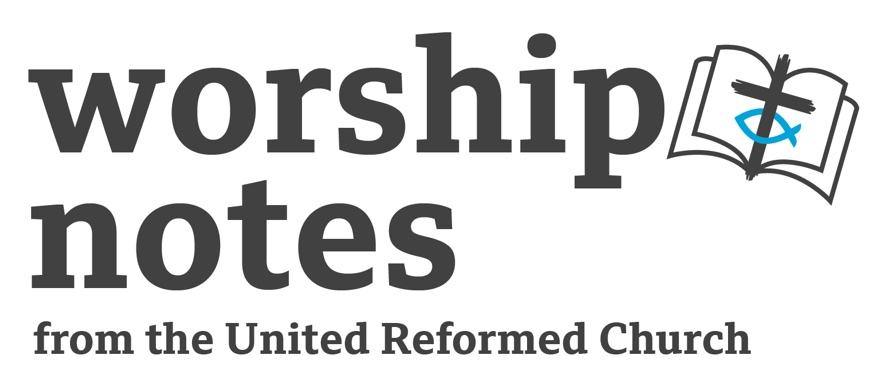 worship
notes
from the United Reformed Church